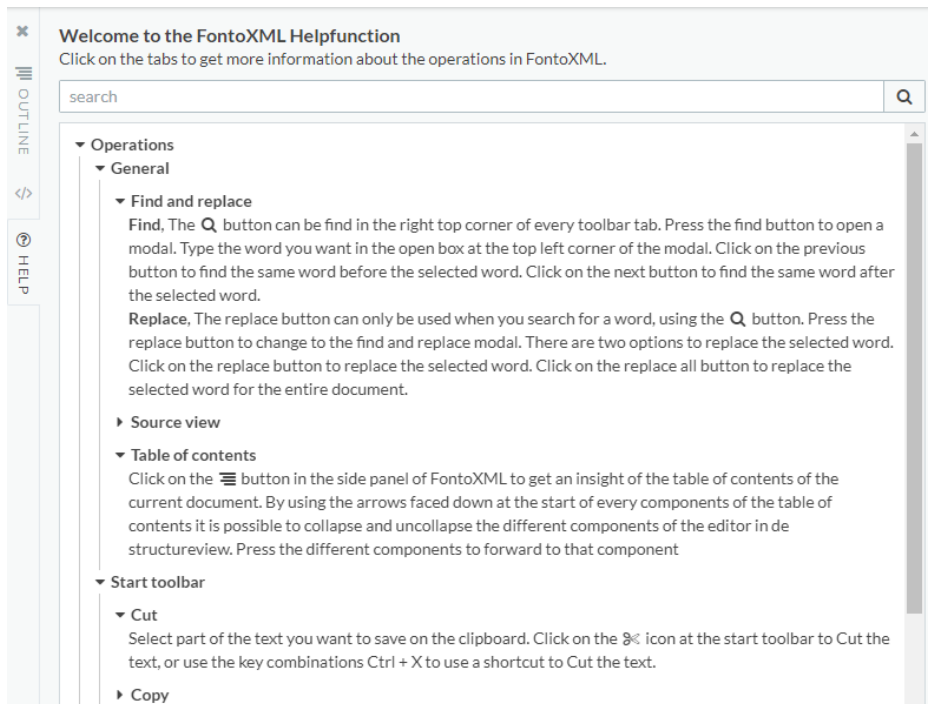 Welcome to the FontoXML Helpfunction
Click on the tabs to get more information about the operations in FontoXML.
OUTLINE
</>
HELP
search
Operations
General
Find and replace
Find, The button can be find in the right top corner of every toolbar tab. Press the find button to open a
modal. Type the word you want in the open box at the top left corner of the modal. Click on the previous
button to find the same word before the selected word. Click on the next button to find the same word after
the selected word.
Replace, The replace button can only be used when you search for a word, using the button. Press the
replace button to change to the find and replace modal. There are two options to replace the selected word.
Click on the replace button to replace the selected word. Click on the replace all button to replace the
selected word for the entire document.
Source view
Table of contents
Click on the button in the side panel of FontoXML to get an insight of the table of contents of the
current document. By using the arrows faced down at the start of every components of the table of
contents it is possible to collapse and uncollapse the different components of the editor in de
structureview. Press the different components to forward to that component
Start toolbar
Cut
Select part of the text you want to save on the clipboard. Click on the icon at the start toolbar to Cut the
text, or use the key combinations Ctrl + X to use a shortcut to Cut the text.
Copy